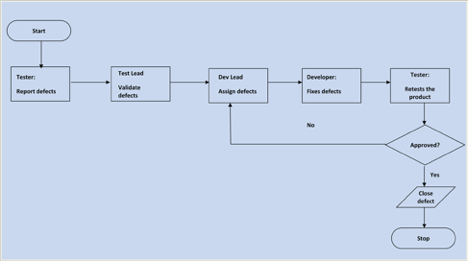 Start
Tester:
Report defects
Test Lead
Validate
defects
Dev Lead
Assign defects
Developer:
Fixes defects
Tester:
Retests the
product
No
Approved?
Yes
Close
defect
Stop